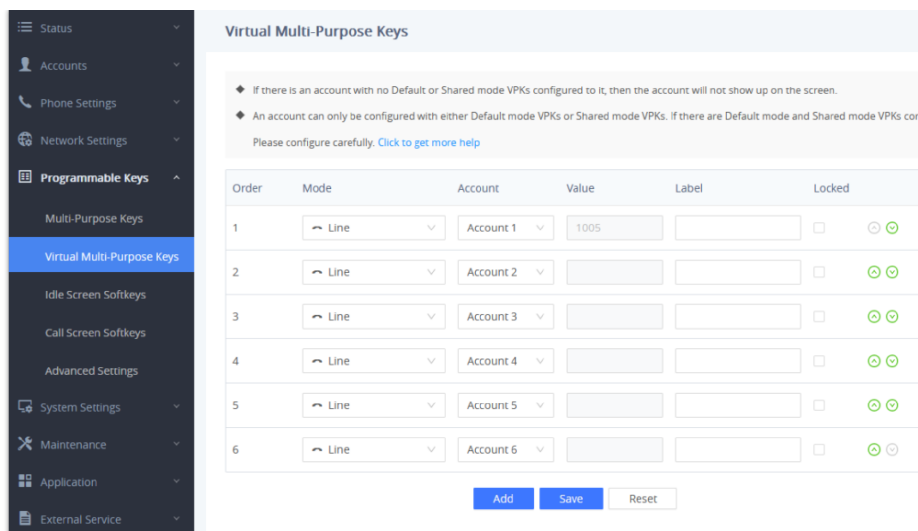 Status
Accounts
Phone Settings
Network Settings
Programmable Keys
Multi-Purpose Keys
Virtual Multi-Purpose Keys
Idle Screen Softkeys
Call Screen Softkeys
Advanced Settings
System Settings
Maintenance
Application
External Service
Virtual Multi-Purpose Keys
If there is an account with no Default or Shared mode VPKs configured to it, then the account will not show up on the screen.
An account can only be configured with either Default mode VPKs or Shared mode VPKs. If there are Default mode and Shared mode VPKs cor
Please configure carefully. Click to get more help
Order Mode Account Value Label Locked
1 Line Account 1 1005
2 Line Account 2
3 Line Account 3
4 Line Account 4
5 Line Account 5
6 Line Account 6
Add Save Reset